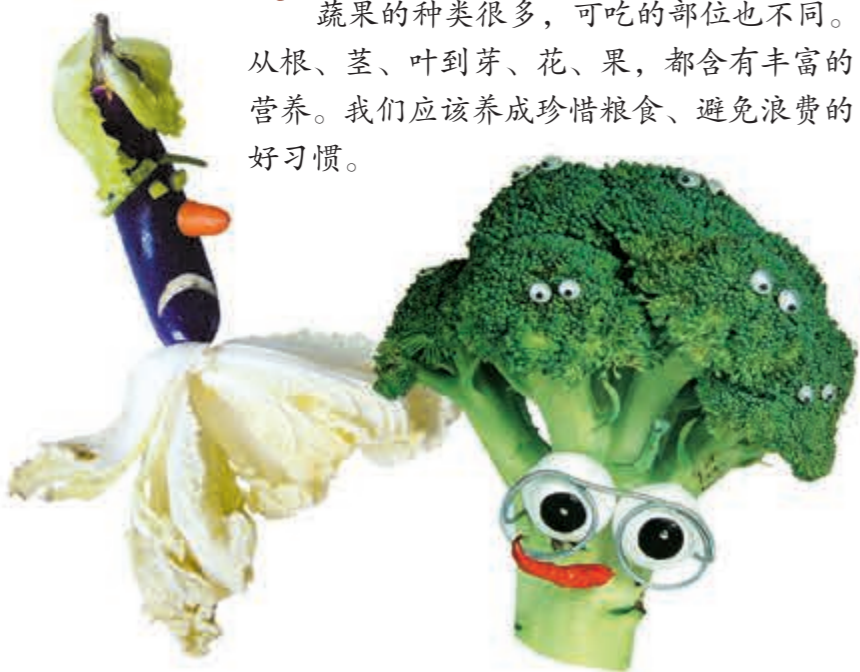 蔬果的种类很多，可吃的部位也不同。
从根、茎、叶到芽、花、果，都含有丰富的
营养。我们应该养成珍惜粮食、避免浪费的
好习惯。